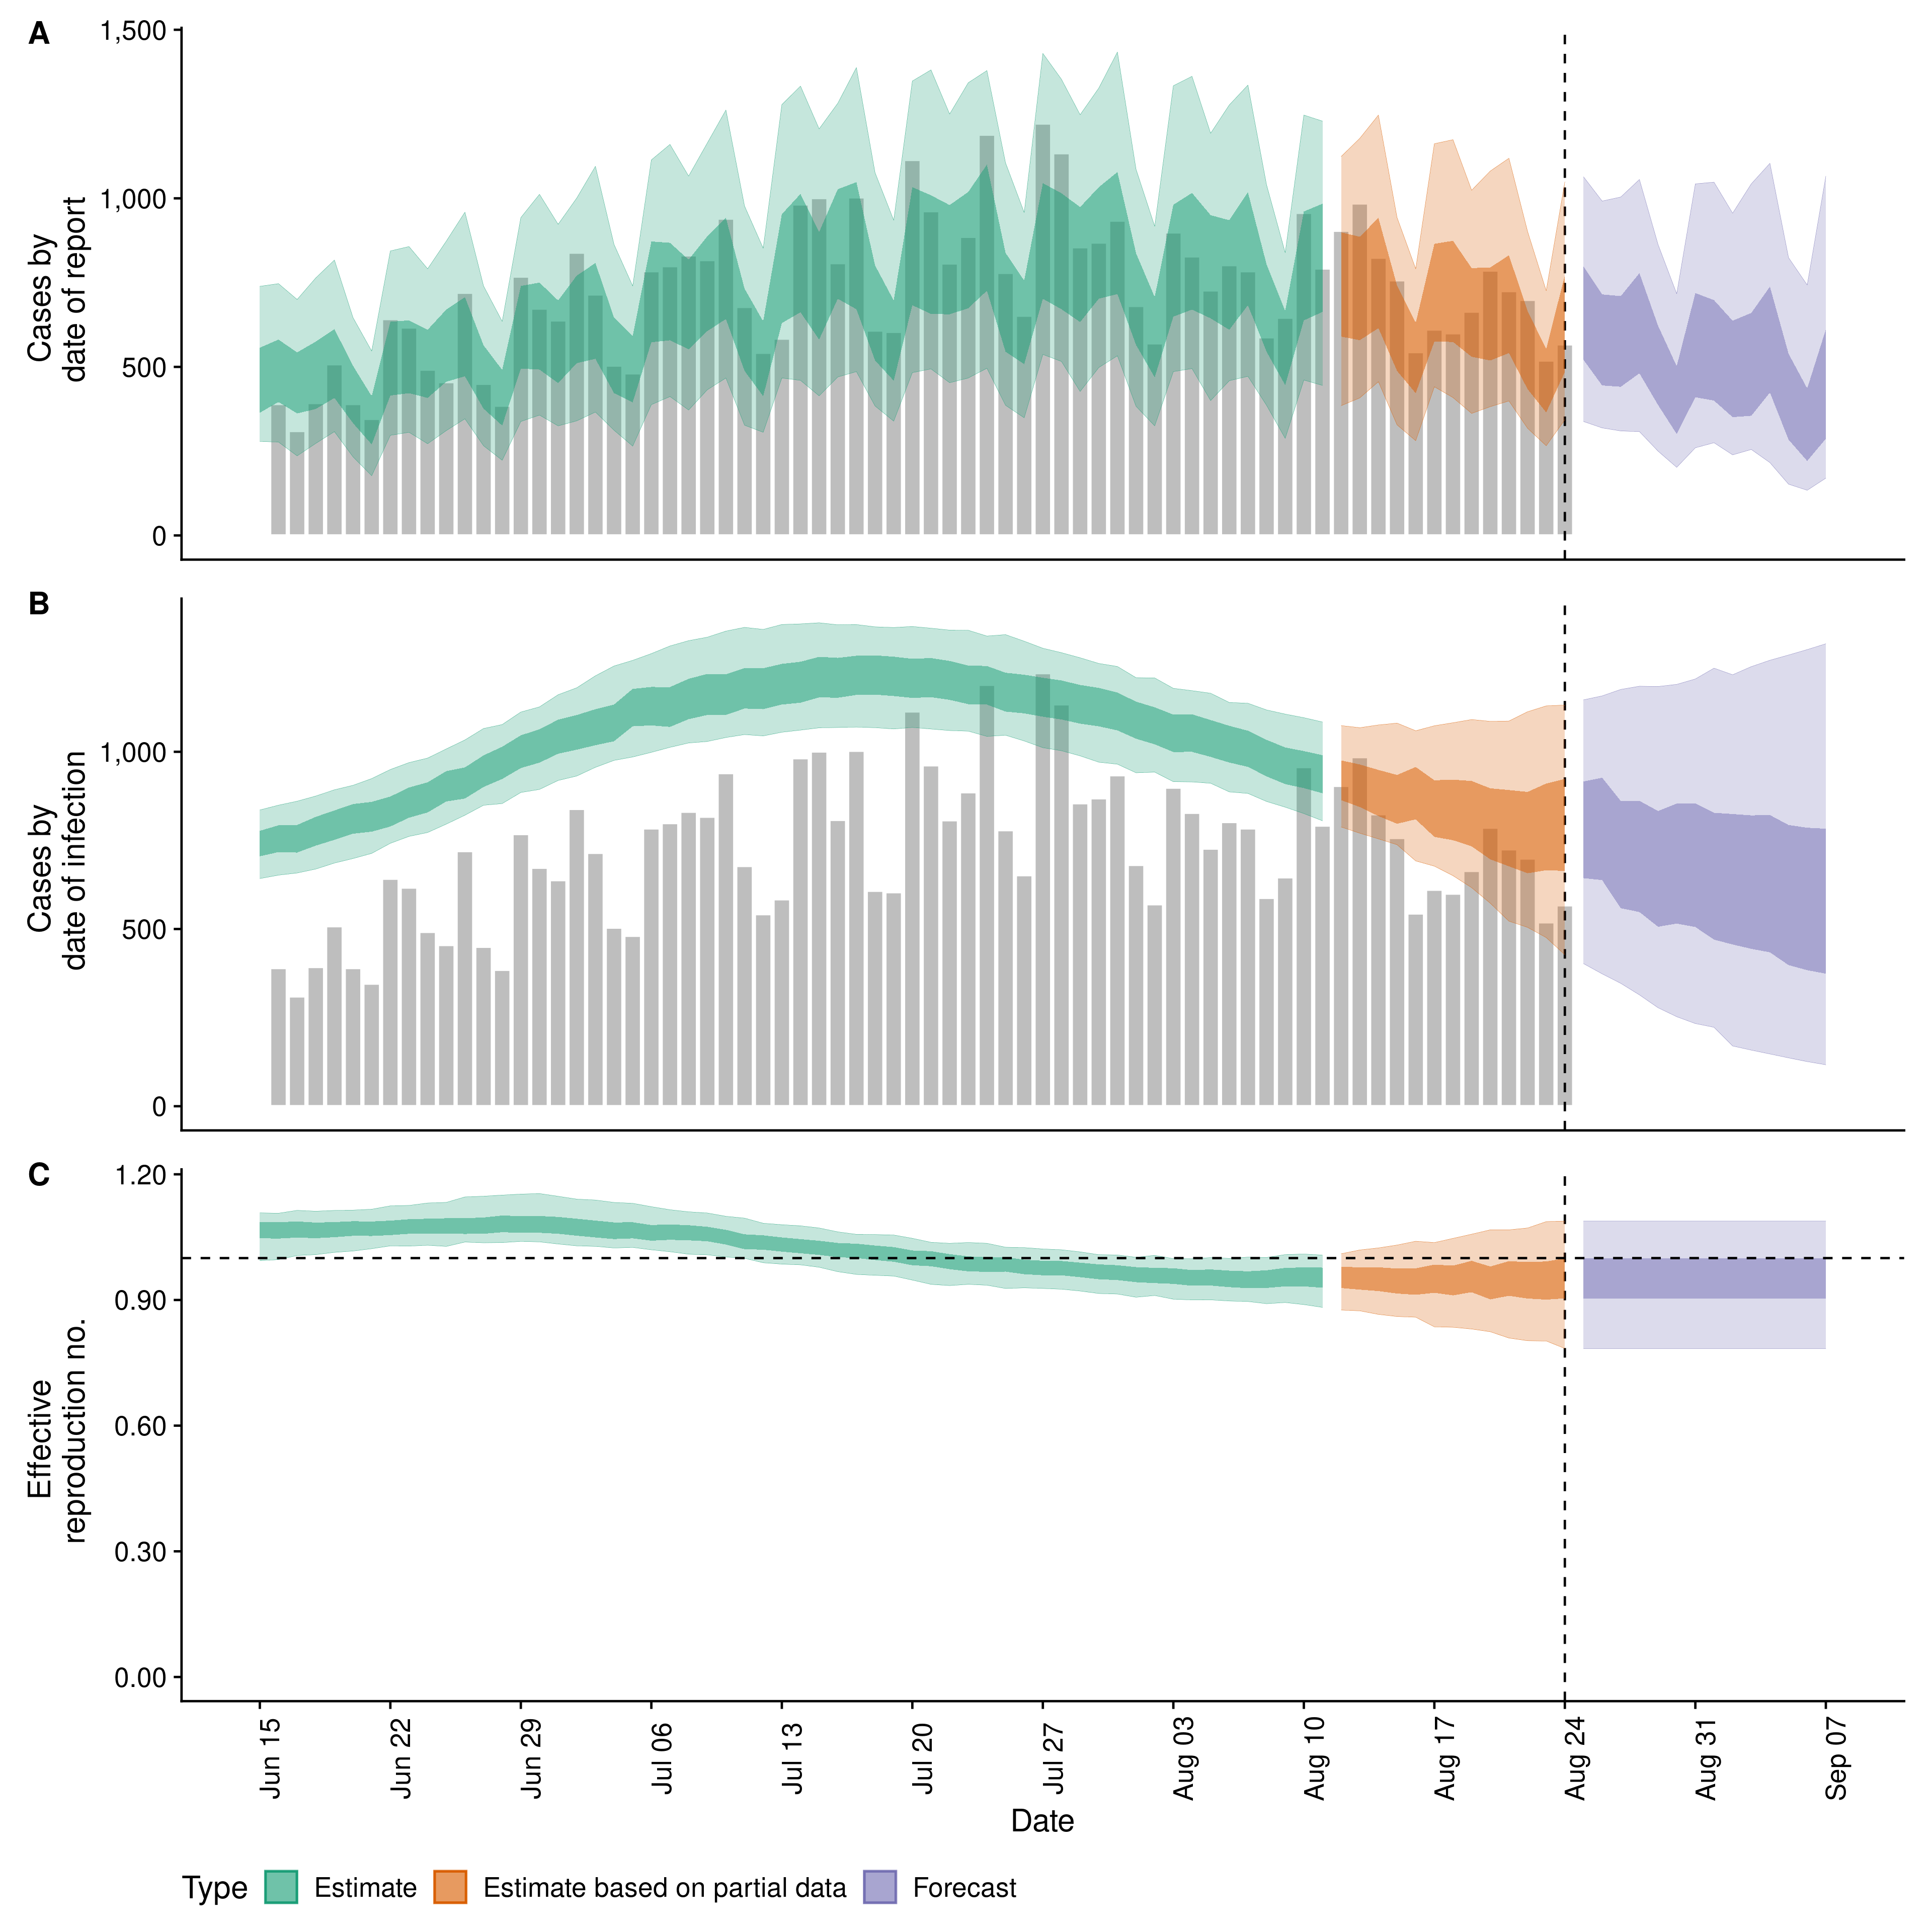 A
Cases by
date of report
1,500
1,000
500
0
B
Cases by
date of infection
1,000
500
0
C
Effective
reproduction no.
1.20
0.90
0.60
0.30
0.00
Jun 15
Jun 22
Jun 29
Jul 06
Jul 13
Jul 20
Jul 27
Aug 03
Aug 10
Aug 17
Aug 24
Aug 31
Sep 07
Date
Type
Estimate
Estimate based on partial data
Forecast